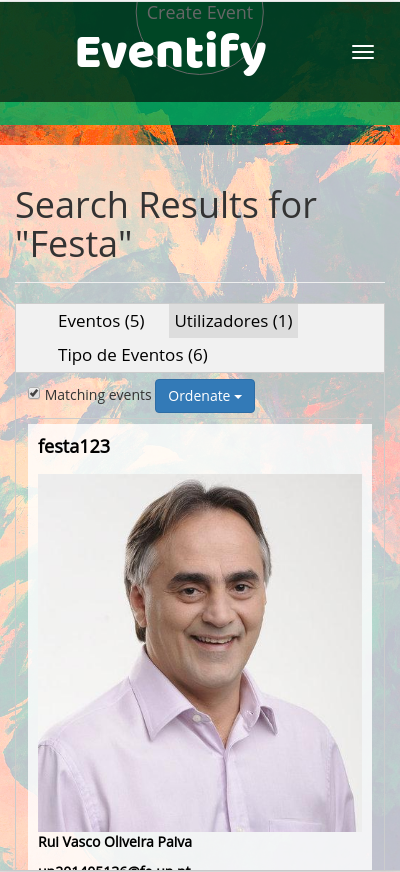 Create Event
Eventify
Search Results for
"Festa"
Eventos (5)
Utilizadores (1)
Tipo de Eventos (6)
Matching events
Ordenate
festa123
Rui Vasco Oliveira Paiva